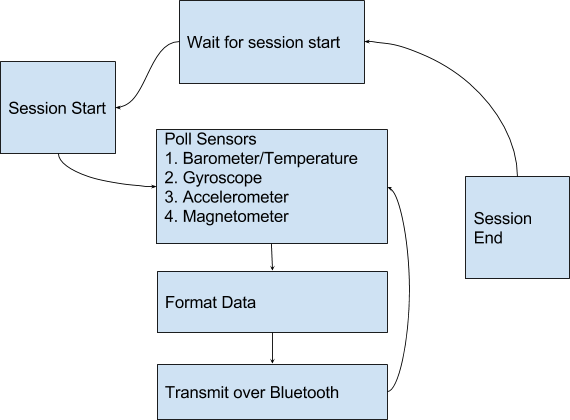 Wait for session start
Session Start
Poll Sensors
1. Barometer/Temperature
2. Gyroscope
3. Accelerometer
4. Magnetometer
Session
End
Format Data
Transmit over Bluetooth